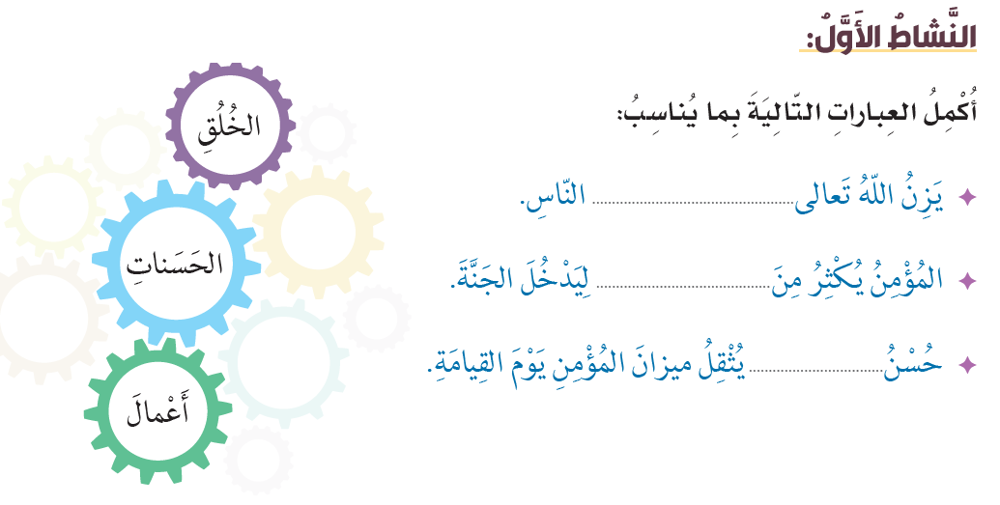 النَّشاطُ الأَوَّلُ:
أُكْمِلُ العِباراتِ التّالِيَةَ بِما يُناسِبُ:
يَزِنُ اللّهُ تَعالى ........................................ النّاسِ.
المُؤْمِنُ يُكْثِرُ مِنَ ........................................ لِيَدْخُلَ الجَنَّةَ.
حُسْنُ ........................................ يُثْقِلُ ميزانَ المُؤْمِنِ يَوْمَ القِيامَةِ.
الخُلُقِ
الحَسَناتِ
أَعْمالَ